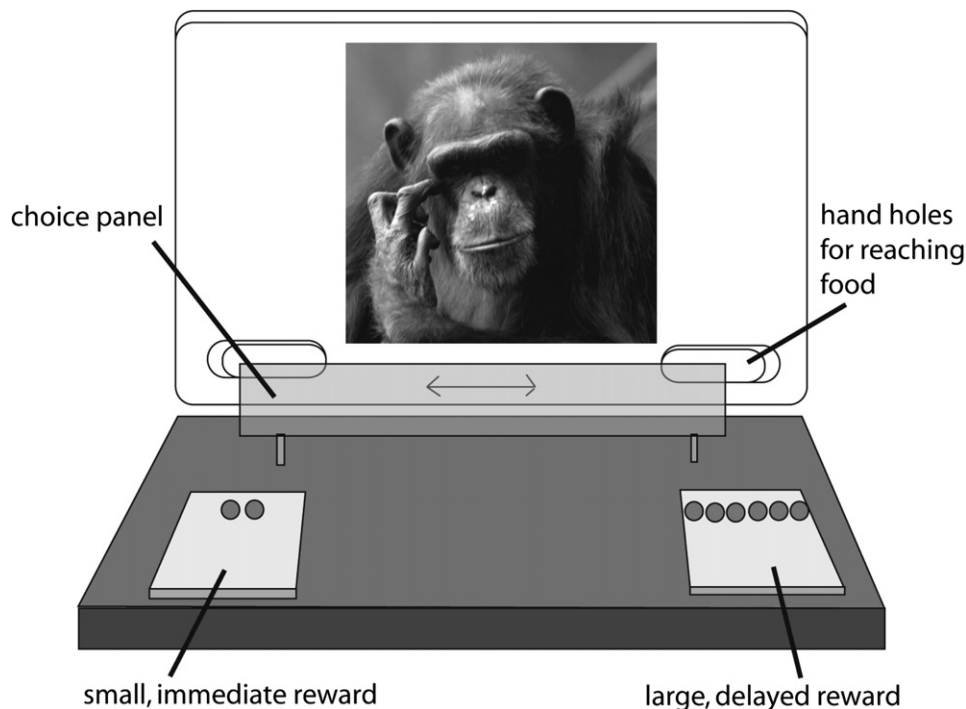 choice panel
hand holes
for reaching
food
small, immediate reward
large, delayed reward